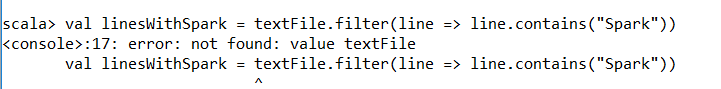 scala> val linesWithSpark = textFile.filter(line => line.contains("Spark"))
<console>:17: error: not found: value textFile
       val linesWithSpark = textFile.filter(line => line.contains("Spark"))
                            ^